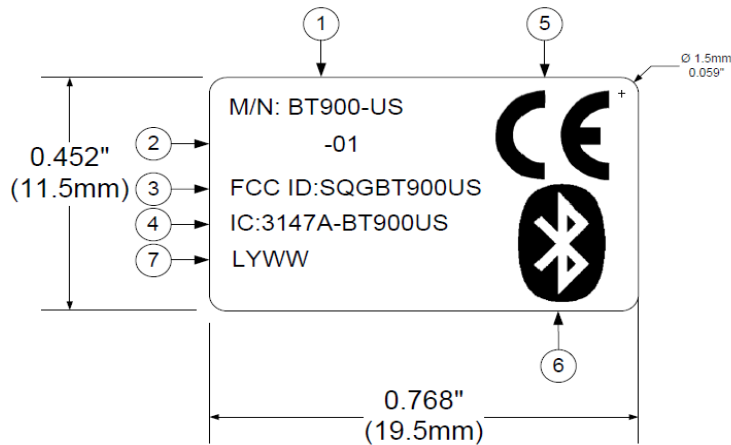 1
5
Ø 1.5mm
0.059"
M/N: BT900-US
-01
2
0.452"
(11.5mm)
3
FCC ID:SQGBT900US
4
IC:3147A-BT900US
7
LYWW
CE
6
0.768"
(19.5mm)